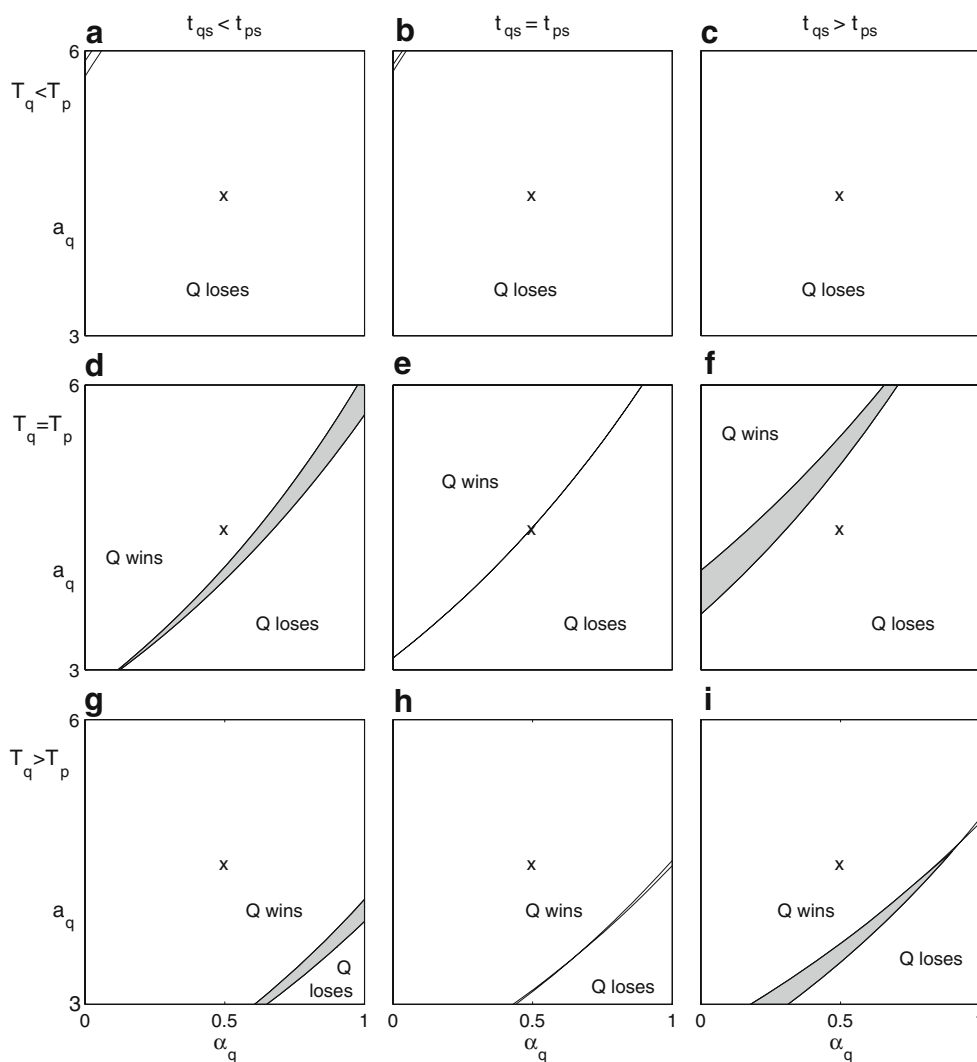 t_qs < t_ps
t_qs = t_ps
t_qs > t_ps
a
b
c
6
T_q<T_p
x
x
x
a_q
Q loses
Q loses
Q loses
3
d
e
f
6
T_q=T_p
Q wins
Q wins
x
x
x
Q wins
a_q
Q loses
Q loses
Q loses
3
g
h
i
6
T_q>T_p
x
x
x
a_q
Q wins
Q wins
Q wins
Q loses
Q
loses
Q loses
3
0
0.5
1
0
0.5
1
0
0.5
1
α_q
α_q
α_q